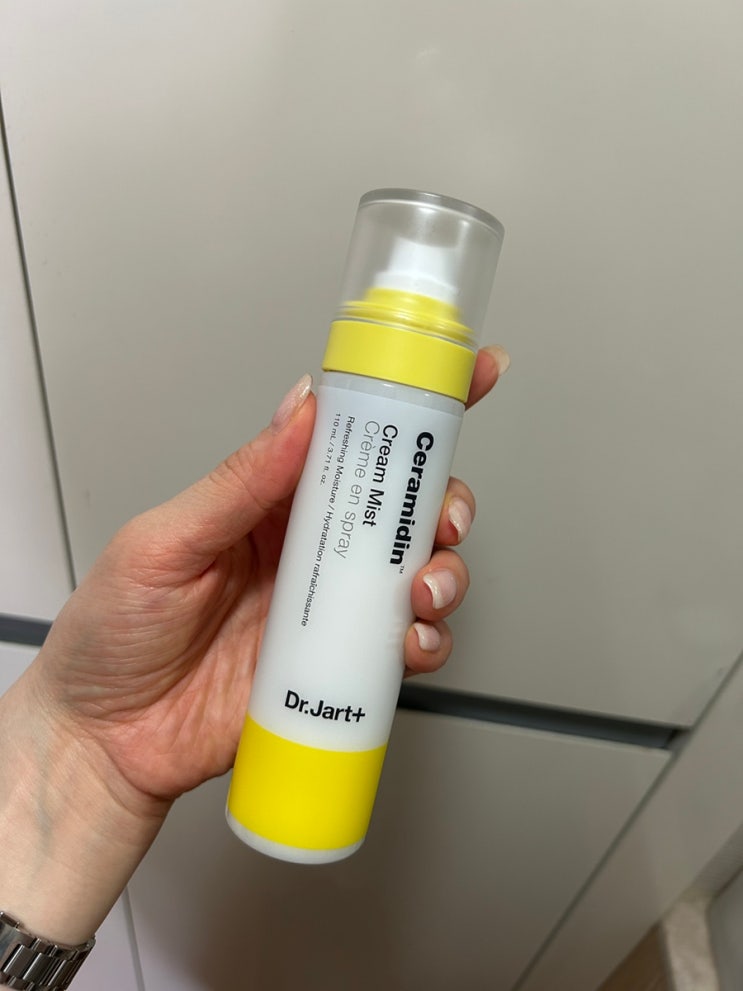 Ceramidin™
Cream Mist
Crème en spray
Refreshing Moisture / Hydratation rafraîchissante
110 mL / 3.71 fl. oz.
Dr.Jart+